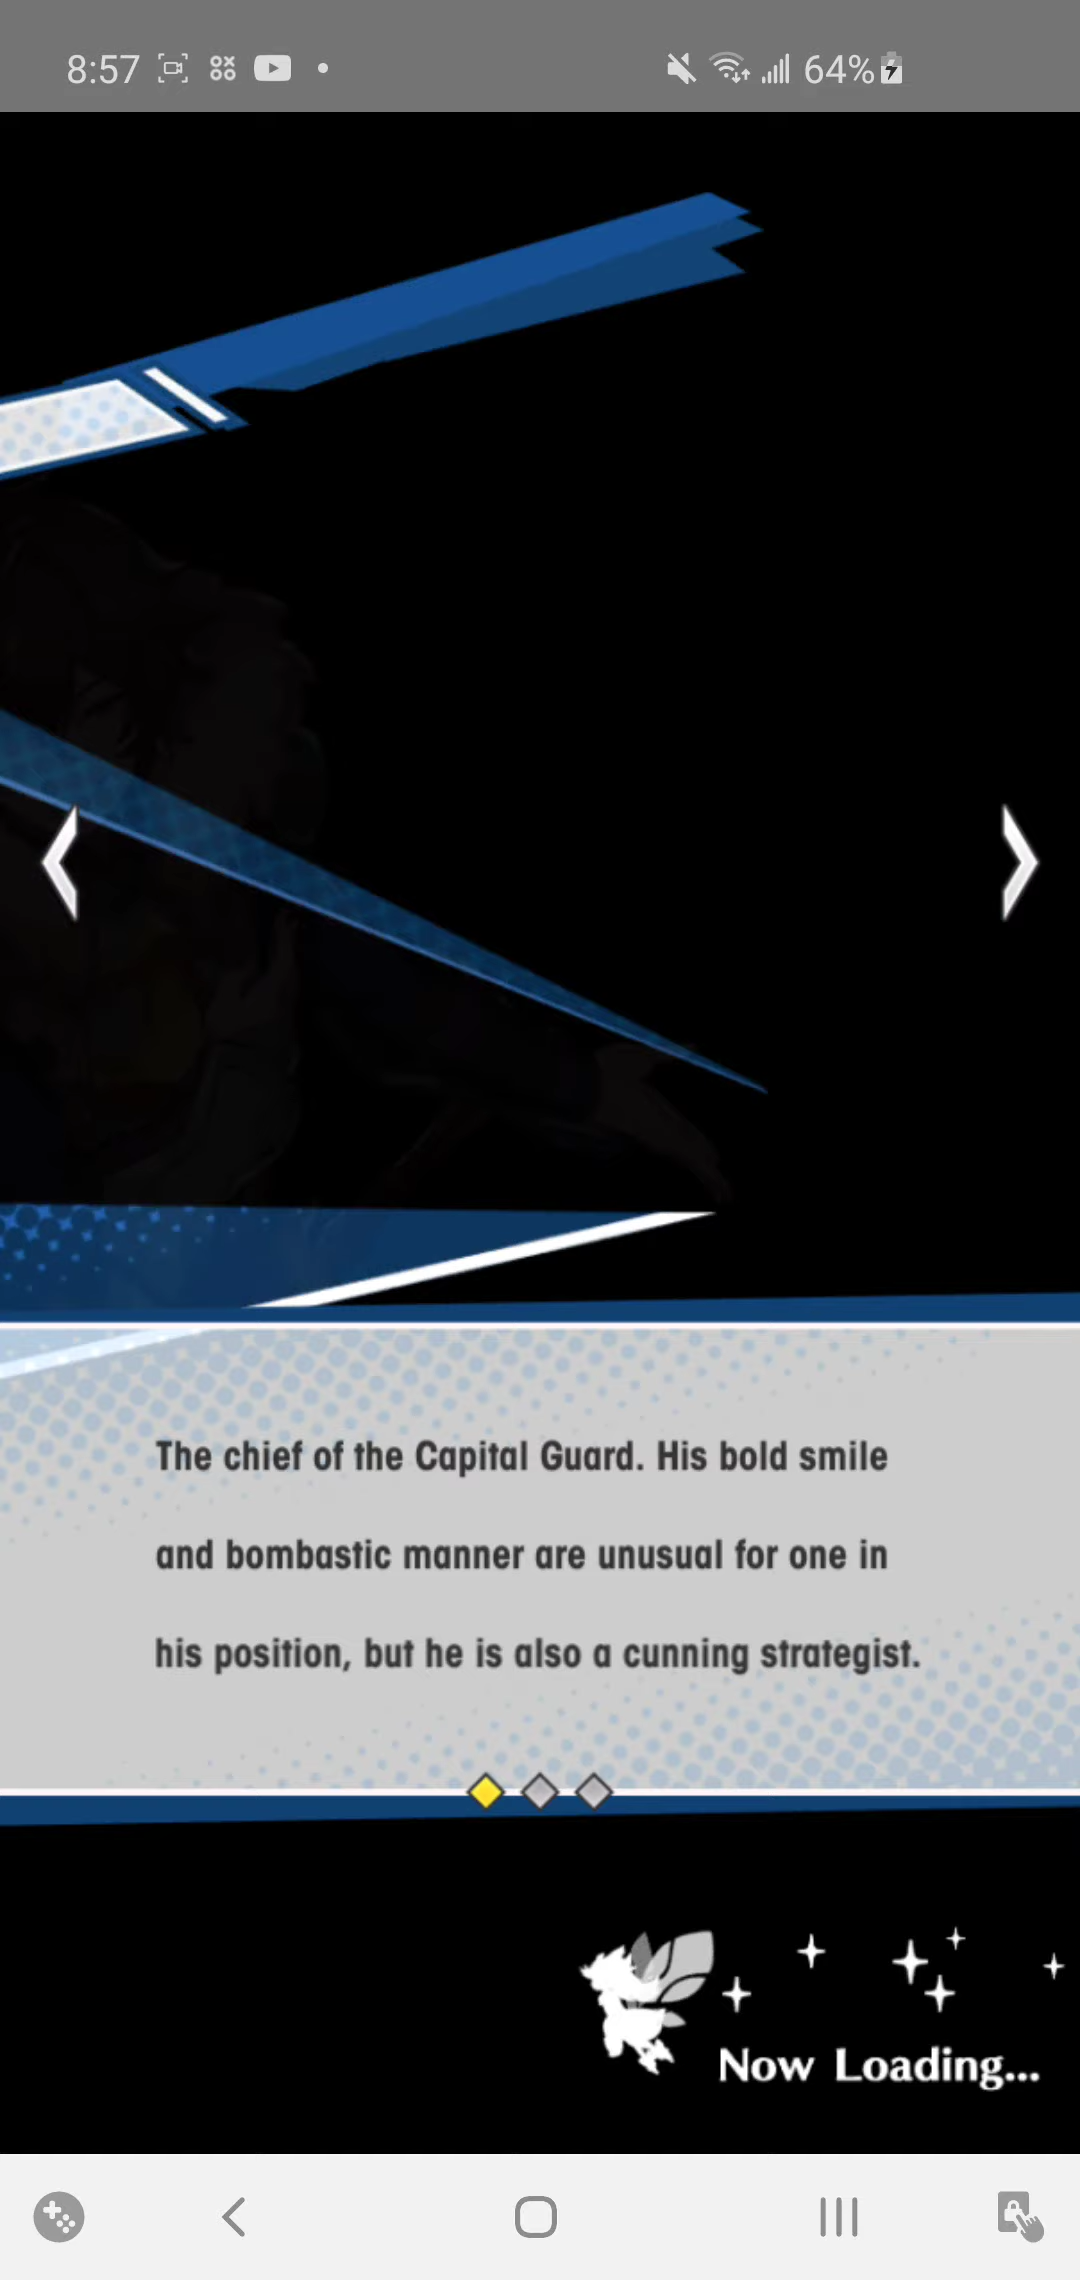 8:57
64%
The chief of the Capital Guard. His bold smile
and bombastic manner are unusual for one in
his position, but he is also a cunning strategist.
Now Loading...